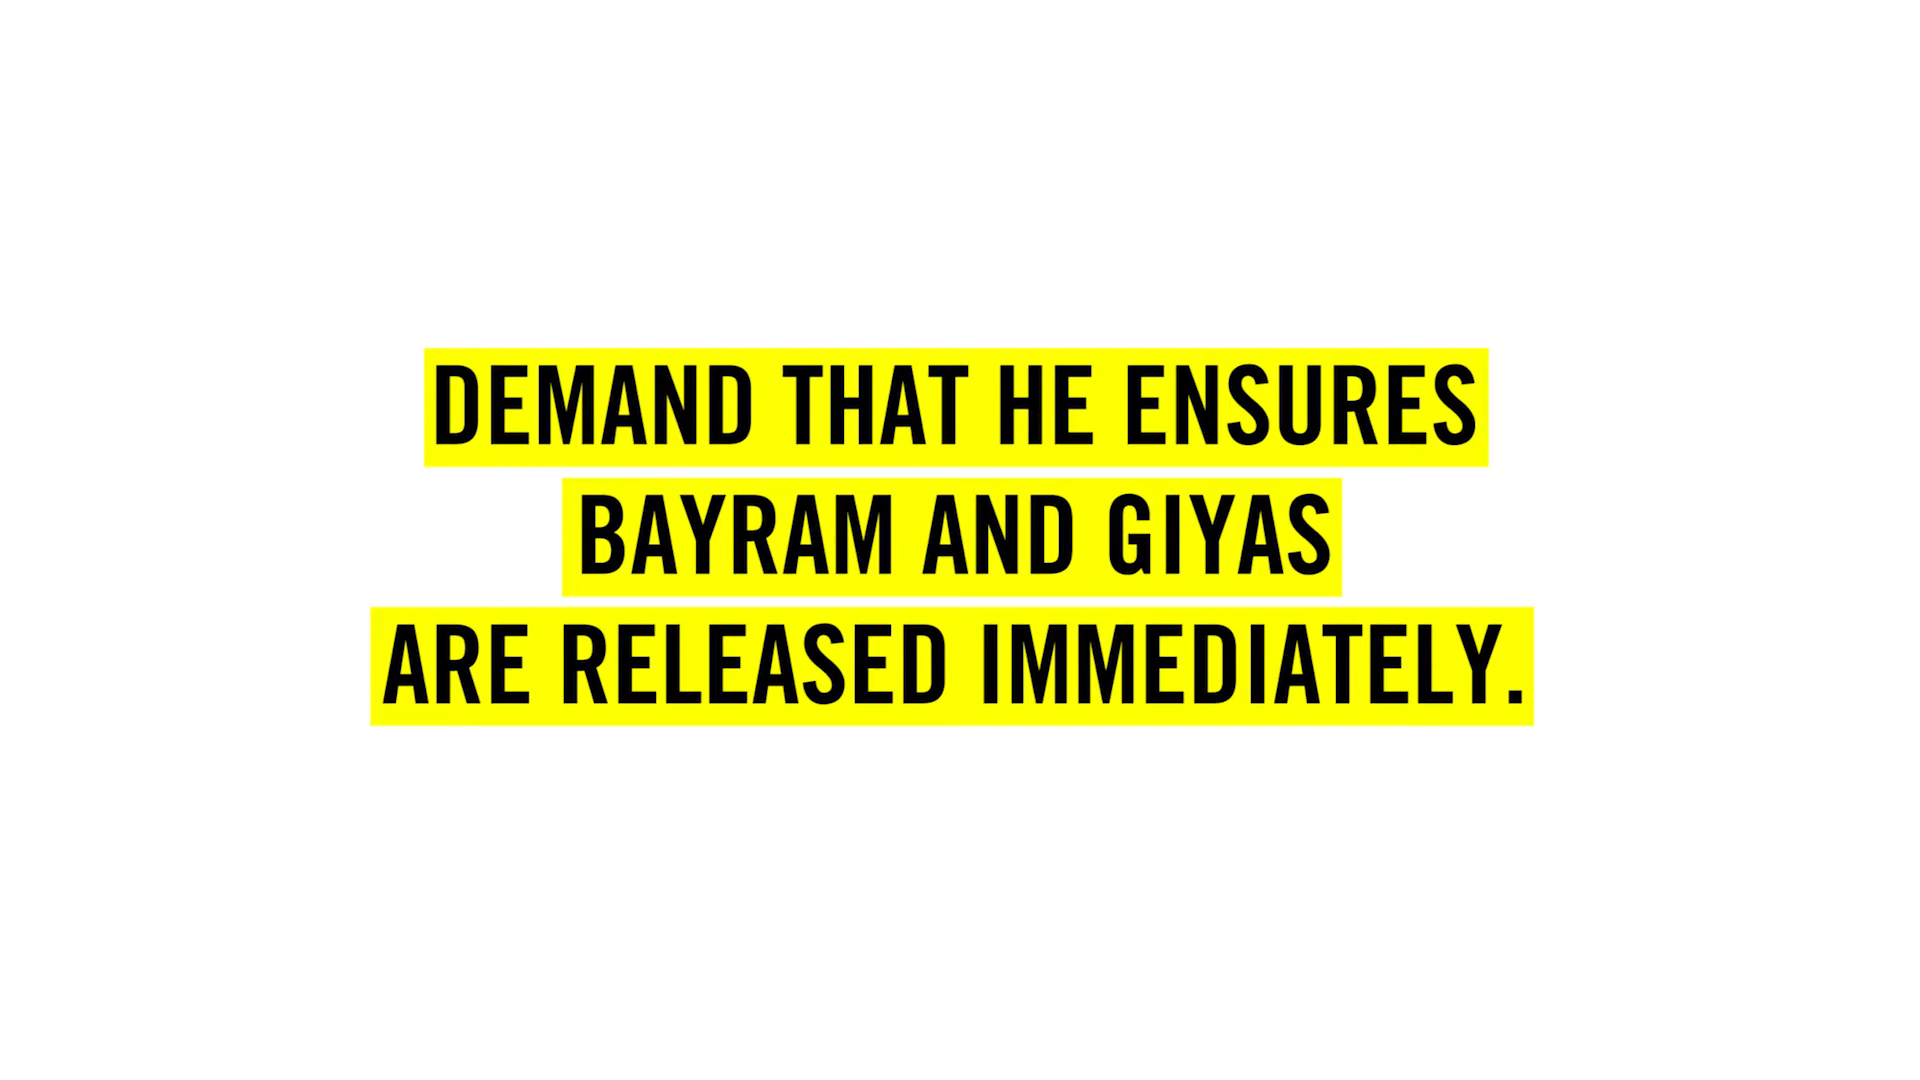 DEMAND THAT HE ENSURES
BAYRAM AND GIYAS
ARE RELEASED IMMEDIATELY.